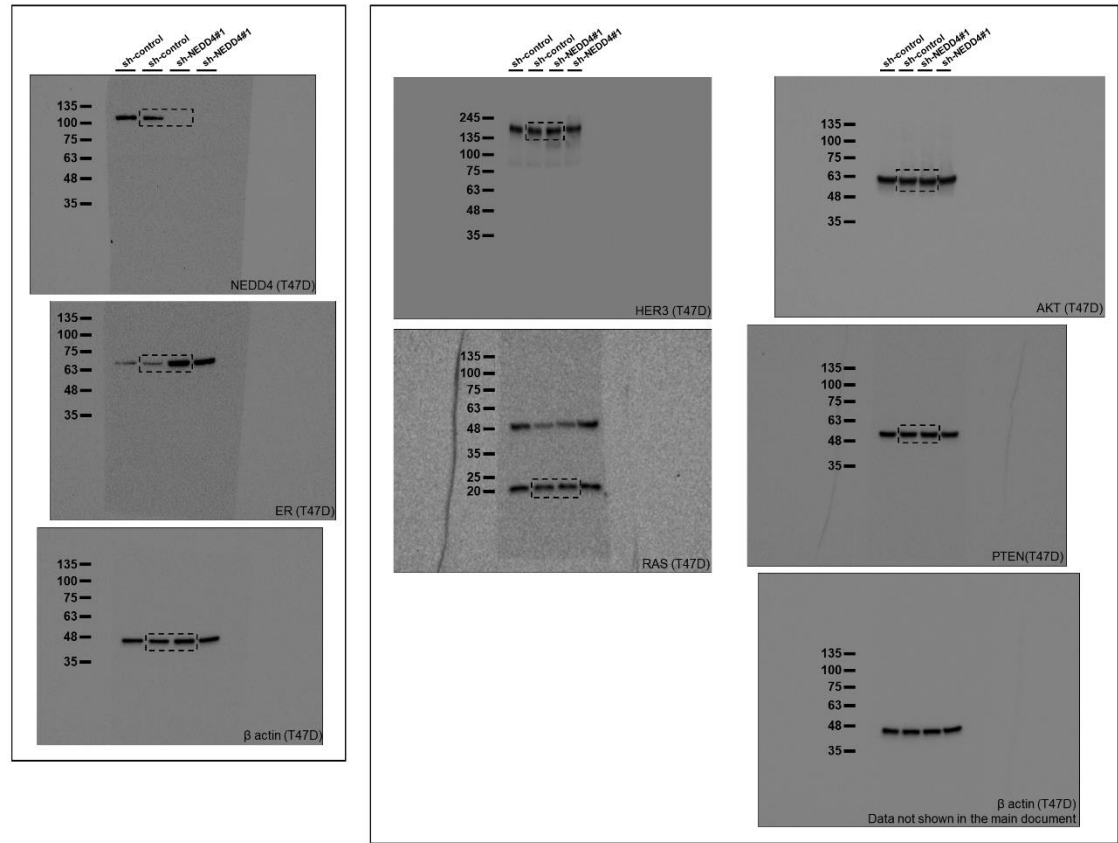 sh-control
sh-control
sh-NEDD4#1
sh-NEDD4#1
135
100
75
63
48
35
NEDD4 (T47D)
135
100
75
63
48
35
ER (T47D)
135
100
75
63
48
35
β actin (T47D)
sh-control
sh-control
sh-NEDD4#1
sh-NEDD4#1
245
135
100
75
63
48
35
HER3 (T47D)
135
100
75
63
48
35
25
20
RAS (T47D)
sh-control
sh-control
sh-NEDD4#1
sh-NEDD4#1
135
100
75
63
48
35
AKT (T47D)
135
100
75
63
48
35
PTEN(T47D)
135
100
75
63
48
35
β actin (T47D)
Data not shown in the main document